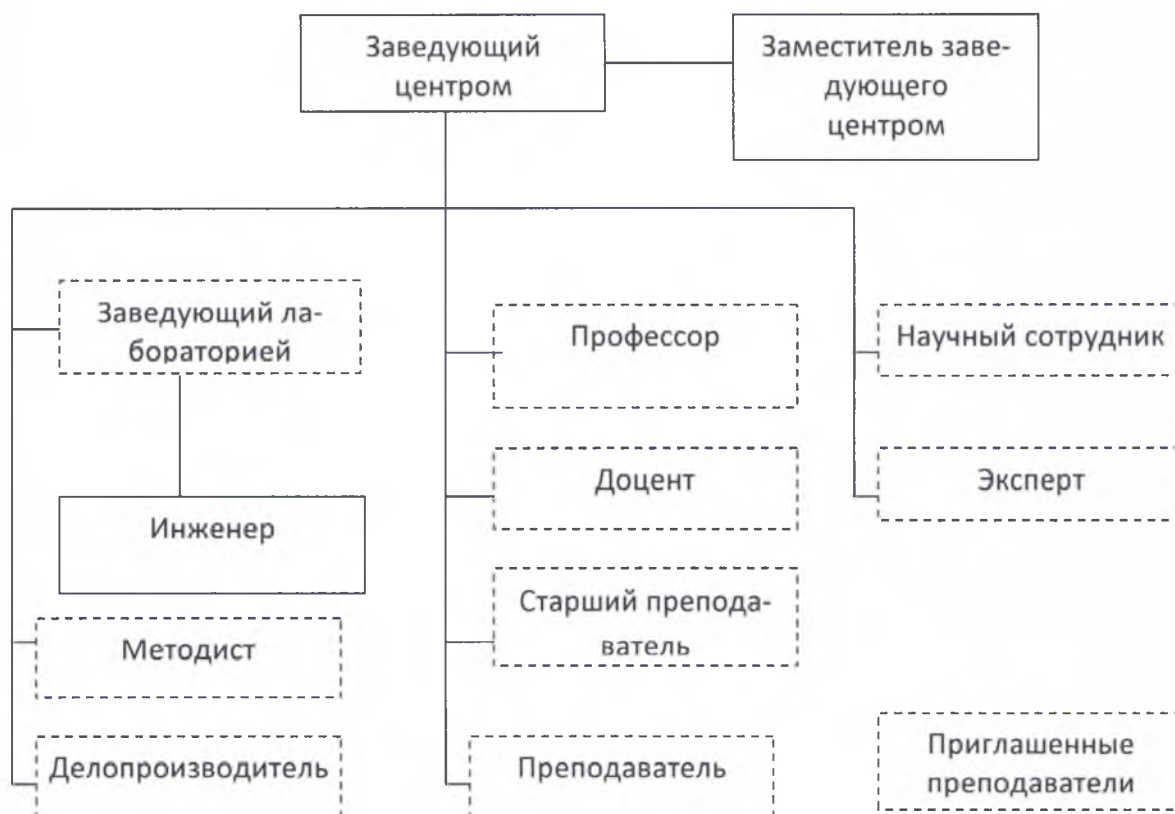 Заведующий
центром
Заместитель заве-
дующего
центром
Заведующий ла-
бораторией
Инженер
Методист
Делопроизводитель
Профессор
Доцент
Старший препода-
ватель
Преподаватель
Научный сотрудник
Эксперт
Приглашенные
преподаватели